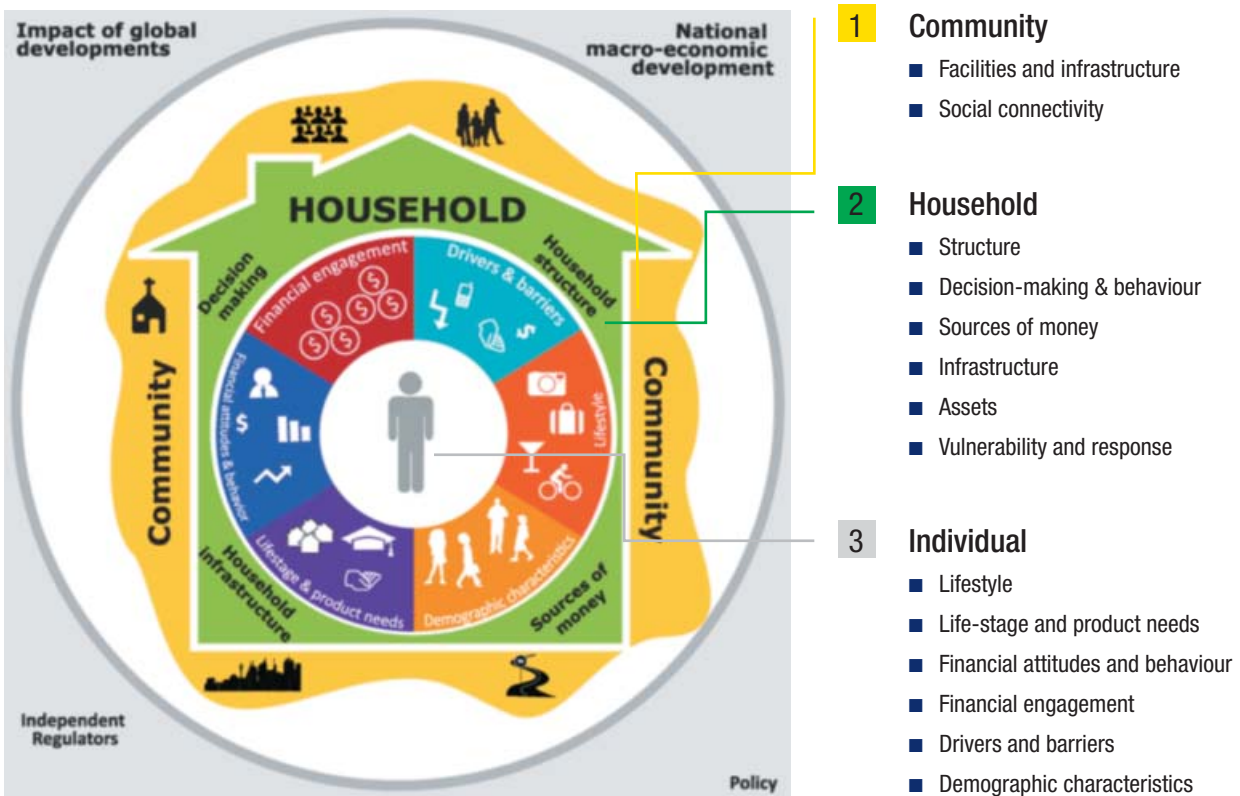 Impact of global
developments
National
macro-economic
development
HOUSEHOLD
Decision
making
Household
structure
Financial engagement
Drivers & barriers
Financial attitudes & behavior
$
Lifestyle
Lifestage & product needs
Demographic characteristics
Household
infrastructure
Sources of
money
Community
Community
Independent
Regulators
Policy
1 Community
■ Facilities and infrastructure
■ Social connectivity
2 Household
■ Structure
■ Decision-making & behaviour
■ Sources of money
■ Infrastructure
■ Assets
■ Vulnerability and response
3 Individual
■ Lifestyle
■ Life-stage and product needs
■ Financial attitudes and behaviour
■ Financial engagement
■ Drivers and barriers
■ Demographic characteristics